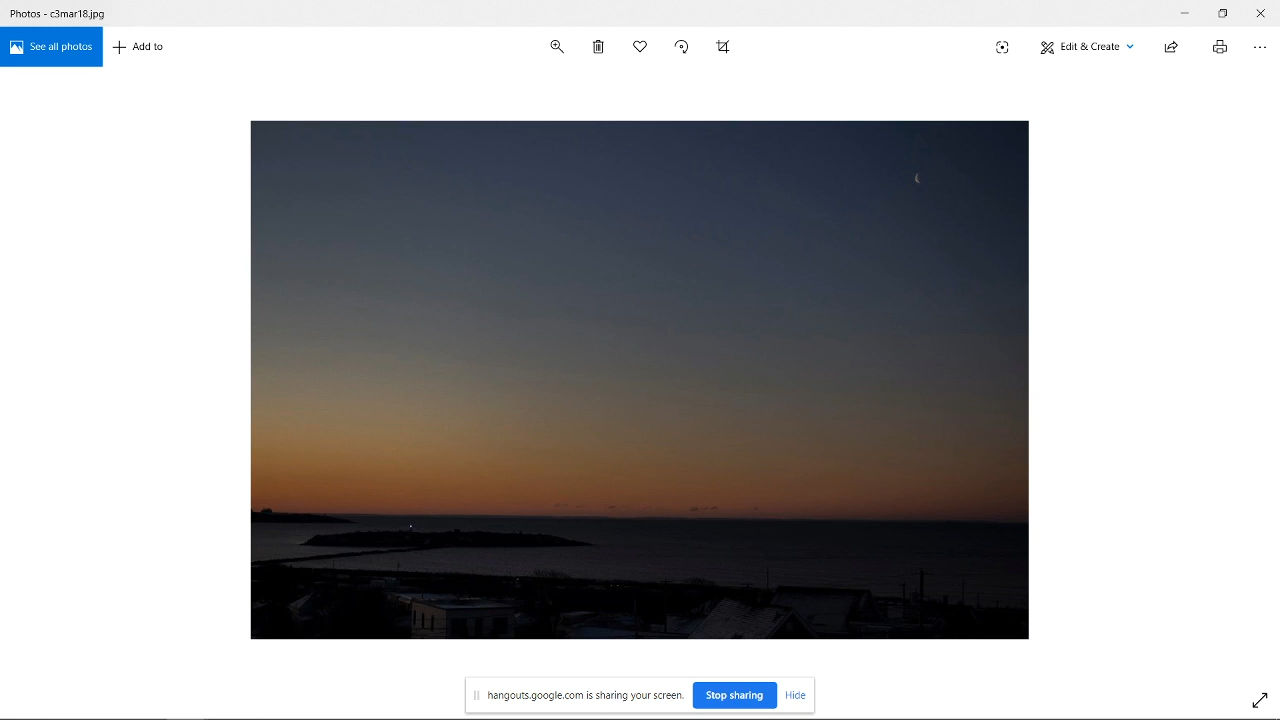 Photos - c3mar18.jpg
See all photos
Add to
Edit & Create
hangouts.google.com is sharing your screen.
Stop sharing
Hide